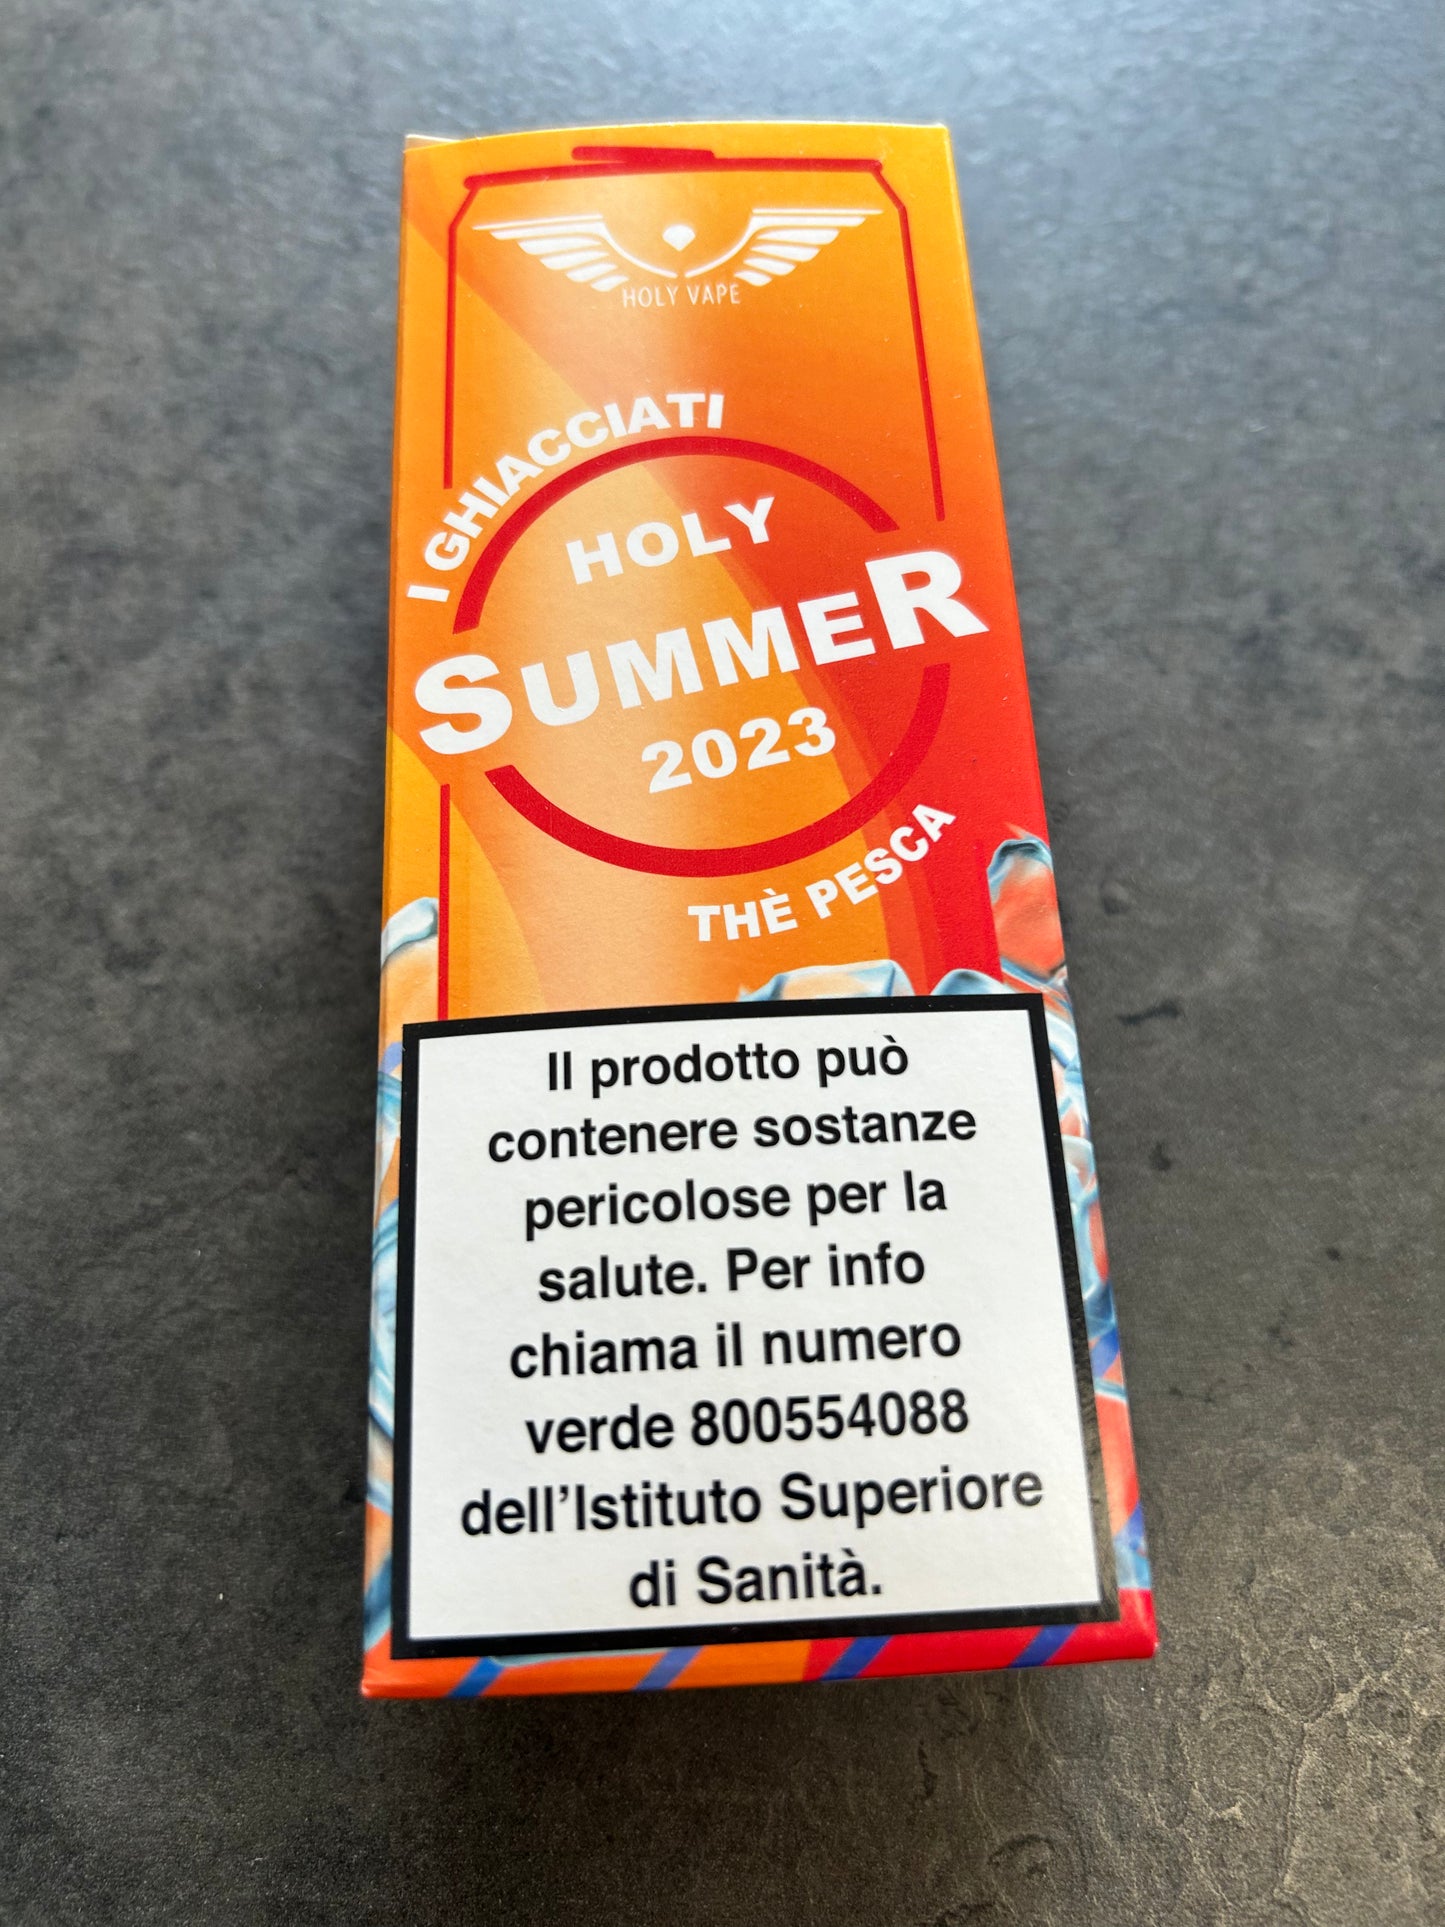 HOLY VAPE
I GHIACCIATI
HOLY
SUMMER
2023
THÈ PESCA
Il prodotto può
contenere sostanze
pericolose per la
salute. Per info
chiama il numero
verde 800554088
dell'Istituto Superiore
di Sanità.